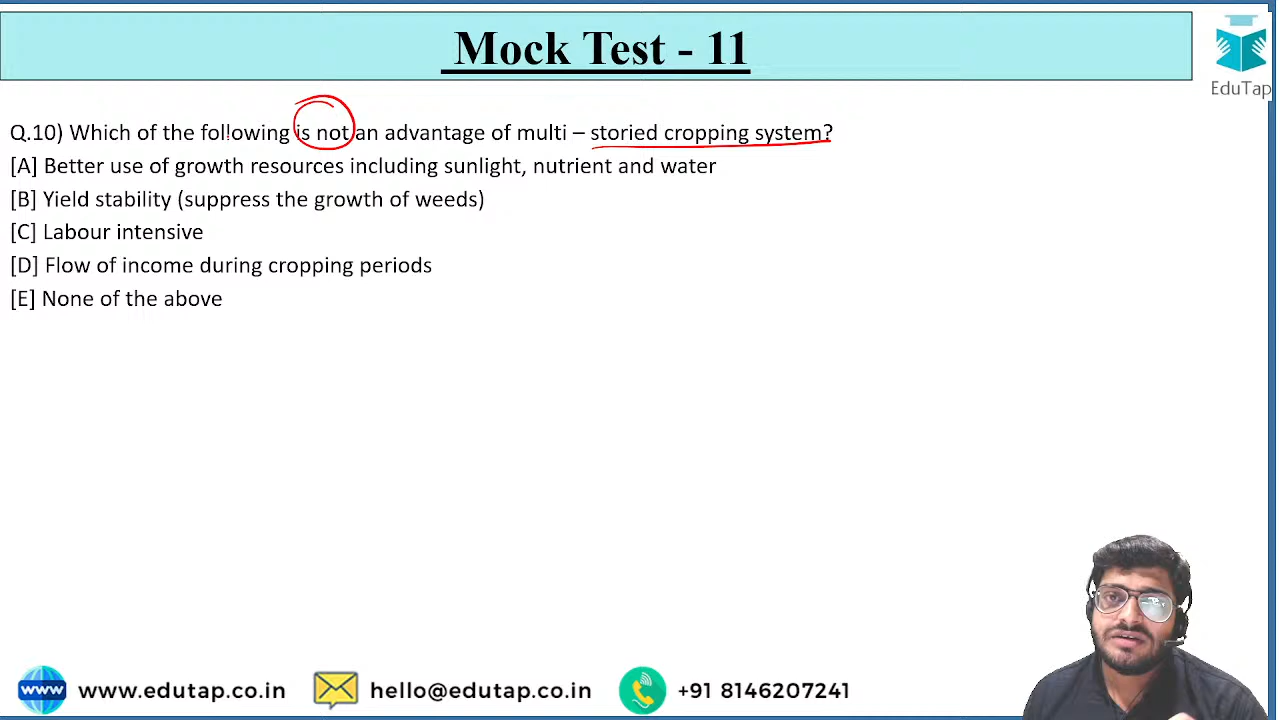 Mock Test - 11
EduTap
Q.10) Which of the following is not an advantage of multi – storied cropping system?
[A] Better use of growth resources including sunlight, nutrient and water
[B] Yield stability (suppress the growth of weeds)
[C] Labour intensive
[D] Flow of income during cropping periods
[E] None of the above
www www.edutap.co.in hello@edutap.co.in +91 8146207241